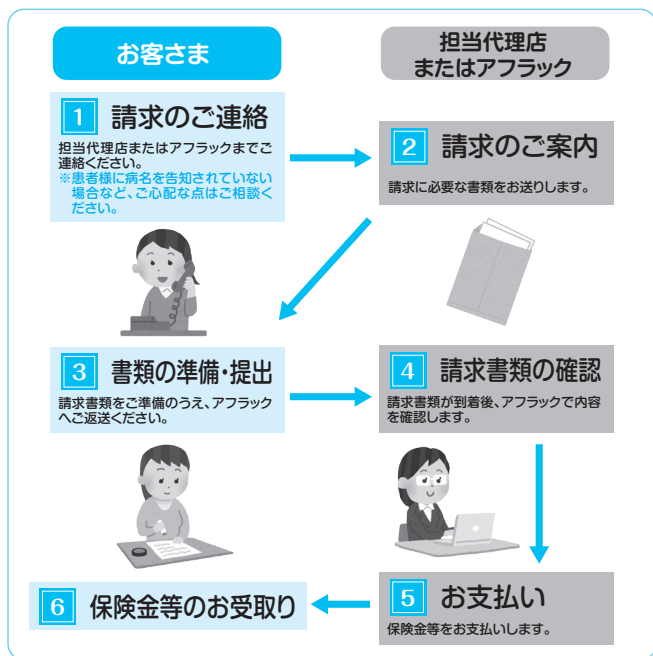 お客さま
担当代理店
またはアフラック
1 請求のご連絡
担当代理店またはアフラックまでご
連絡ください。
※患者様に病名を告知されていない
場合など、ご心配な点はご相談く
ださい。
2 請求のご案内
請求に必要な書類をお送りします。
3 書類の準備・提出
請求書類をご準備のうえ、アフラック
へご返送ください。
4 請求書類の確認
請求書類が到着後、アフラックで内容
を確認します。
5 お支払い
保険金等をお支払いします。
6 保険金等のお受取り